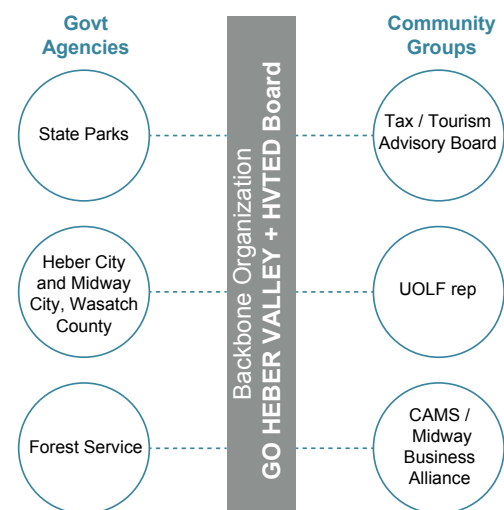 Govt
Agencies
State Parks
Heber City
and Midway
City, Wasatch
County
Forest Service
Backbone Organization
GO HEBER VALLEY + HVTED Board
Community
Groups
Tax / Tourism
Advisory Board
UOLF rep
CAMS /
Midway
Business
Alliance